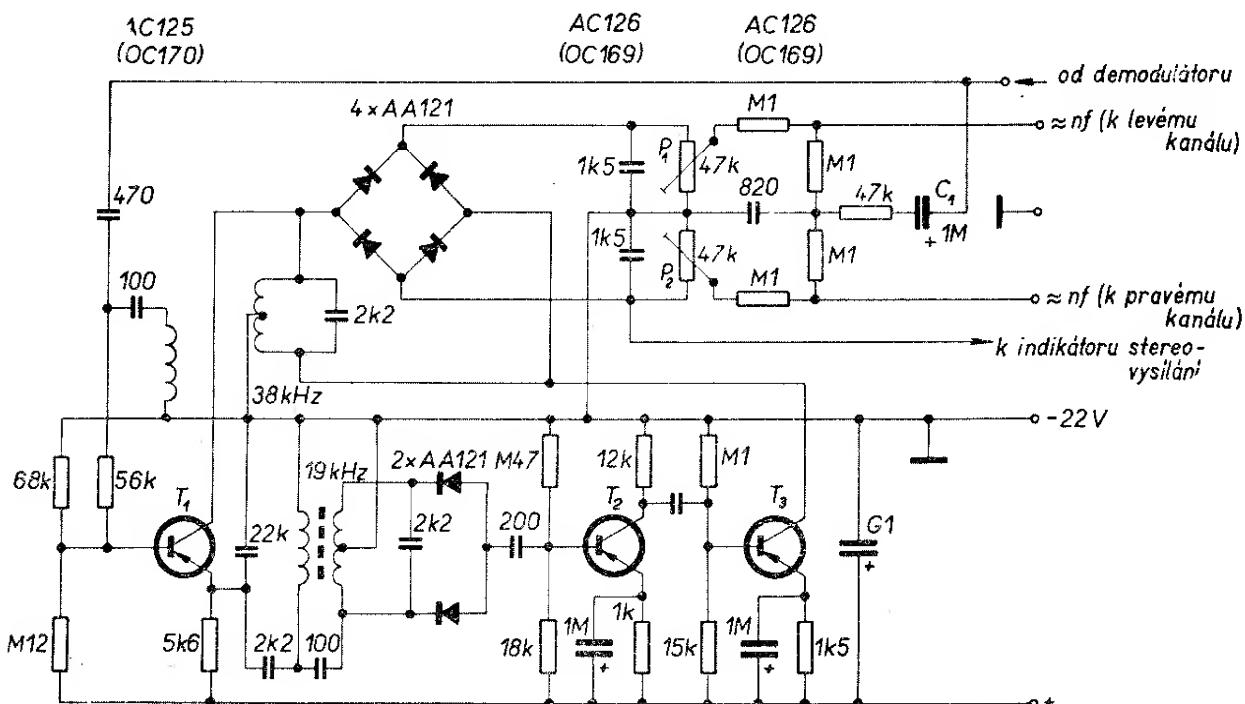 AC125
(OC170)
AC126
(OC169)
AC126
(OC169)
od demodulátoru
4×AA121
M1
≈ nf (k levému
kanálu)
P1
47k
1k5
M1
470
820
47k
C1
+ 1M
1k5
47k
P2
M1
M1
100
≈ nf (k pravému
kanálu)
2k2
k indikátoru stereo-
vysílání
38kHz
-22V
68k
56k
19kHz
2×AA121
M47
12k
M1
T1
22k
2k2
200
T2
T3
G1
+
M12
5k6
2k2
100
18k
1M
+
1k
15k
1M
+
1k5
+